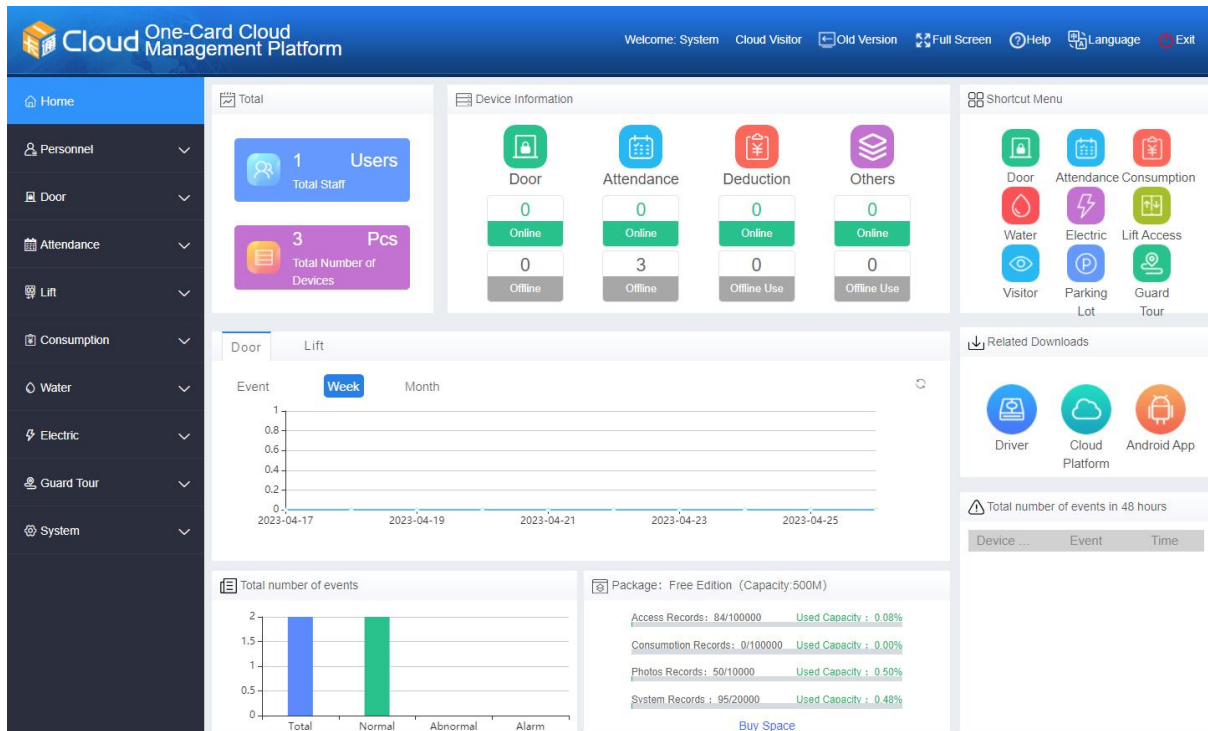 Cloud One-Card Cloud Management Platform
Welcome: System Cloud Visitor Old Version Full Screen Help Language Exit
Home
Personnel
Door
Attendance
Lift
Consumption
Water
Electric
Guard Tour
System
Total
1 Users
Total Staff
3 Pcs
Total Number of
Devices
Device Information
Door Attendance Deduction Others
0 0 0 0
Online Online Online Online
0 3 0 0
Offline Offline Offline Use Offline Use
Shortcut Menu
Door Attendance Consumption
Water Electric Lift Access
Visitor Parking Lot Guard Tour
Door Lift
Event Week Month
1
0.8
0.6
0.4
0.2
0
2023-04-17 2023-04-19 2023-04-21 2023-04-23 2023-04-25
Related Downloads
Driver Cloud Platform Android App
Total number of events in 48 hours
Device ... Event Time
Total number of events
2
1.5
1
0.5
0
Total Normal Abnormal Alarm
Package: Free Edition (Capacity:500M)
Access Records: 84/100000 Used Capacity : 0.08%
Consumption Records: 0/100000 Used Capacity : 0.00%
Photos Records: 50/10000 Used Capacity : 0.50%
System Records : 95/20000 Used Capacity : 0.48%
Buy Space